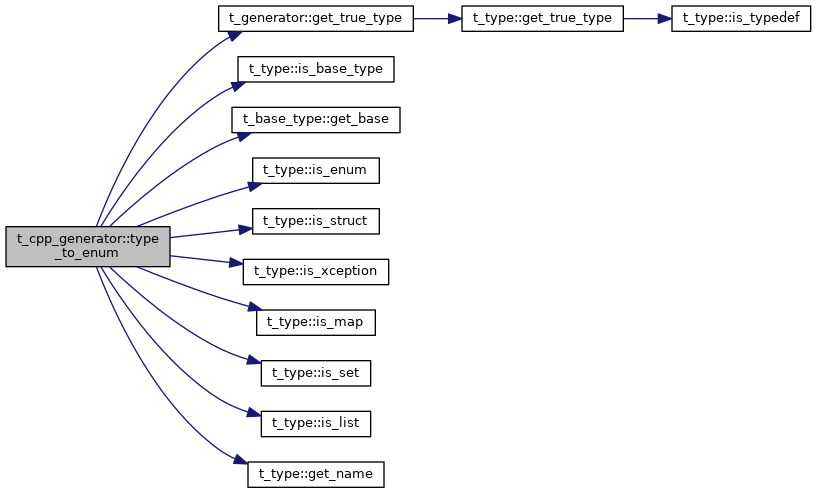 t_generator::get_true_type
t_type::get_true_type
t_type::is_typedef
t_type::is_base_type
t_base_type::get_base
t_type::is_enum
t_type::is_struct
t_cpp_generator::type
_to_enum
t_type::is_xception
t_type::is_map
t_type::is_set
t_type::is_list
t_type::get_name